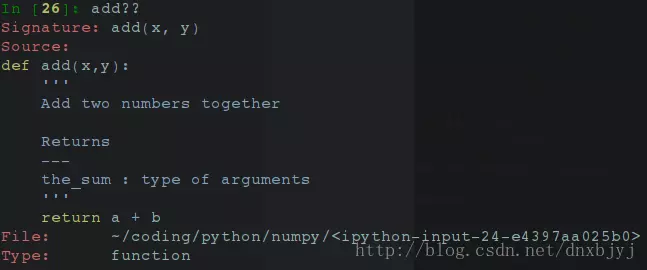 In [26]: add??
Signature: add(x, y)
Source:
def add(x,y):
    '''
    Add two numbers together

    Returns
    ---
    the_sum : type of arguments
    '''
    return a + b
File:      ~/coding/python/numpy/<ipython-input-24-e4397aa025b0>
Type:      function
http://blog.csdn.net/dnxbjyj